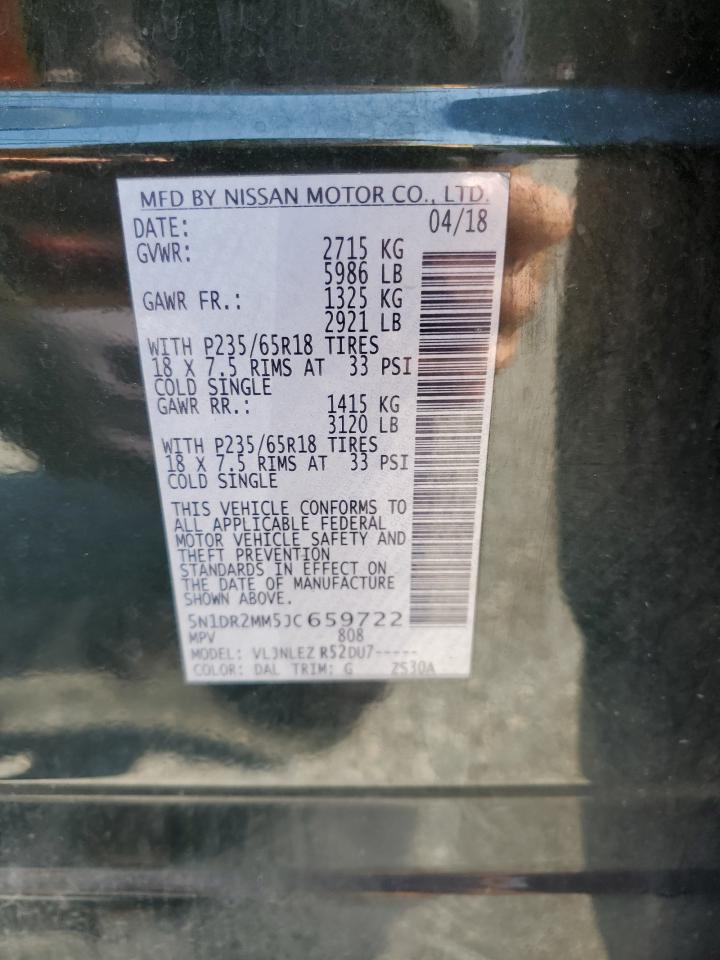 MFD BY NISSAN MOTOR CO., LTD.
DATE: 04/18
GVWR: 2715 KG
5986 LB
GAWR FR.: 1325 KG
2921 LB
WITH P235/65R18 TIRES
18 X 7.5 RIMS AT 33 PSI
COLD SINGLE
GAWR RR.: 1415 KG
3120 LB
WITH P235/65R18 TIRES
18 X 7.5 RIMS AT 33 PSI
COLD SINGLE
THIS VEHICLE CONFORMS TO
ALL APPLICABLE FEDERAL
MOTOR VEHICLE SAFETY AND
THEFT PREVENTION
STANDARDS IN EFFECT ON
THE DATE OF MANUFACTURE
SHOWN ABOVE.
5N1DR2MM5JC659722
MPV 808
MODEL: VLJNLEZ R52DU7-----
COLOR: DAL TRIM: G ZS30A